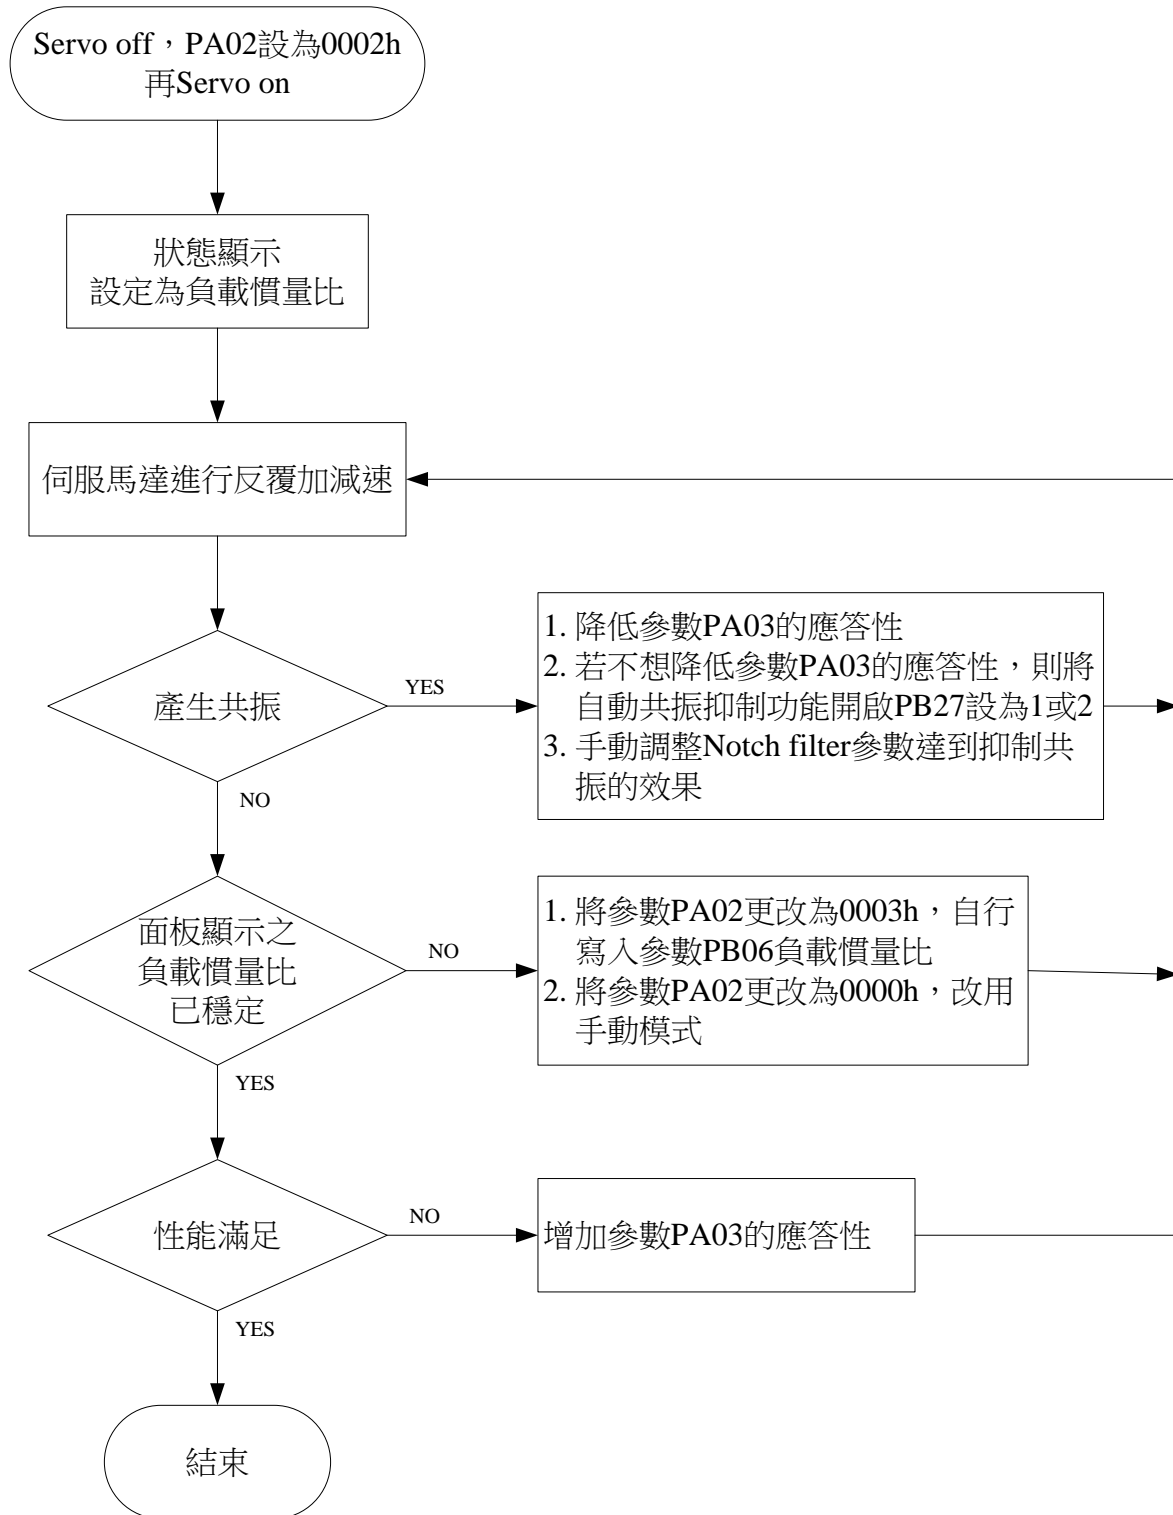 Servo off，PA02設為0002h
再Servo on
狀態顯示
設定為負載慣量比
伺服馬達進行反覆加減速
產生共振
YES
1. 降低參數PA03的應答性
2. 若不想降低參數PA03的應答性，則將
自動共振抑制功能開啟PB27設為1或2
3. 手動調整Notch filter參數達到抑制共
振的效果
NO
面板顯示之
負載慣量比
已穩定
NO
1. 將參數PA02更改為0003h，自行
寫入參數PB06負載慣量比
2. 將參數PA02更改為0000h，改用
手動模式
YES
性能滿足
NO
增加參數PA03的應答性
YES
結束